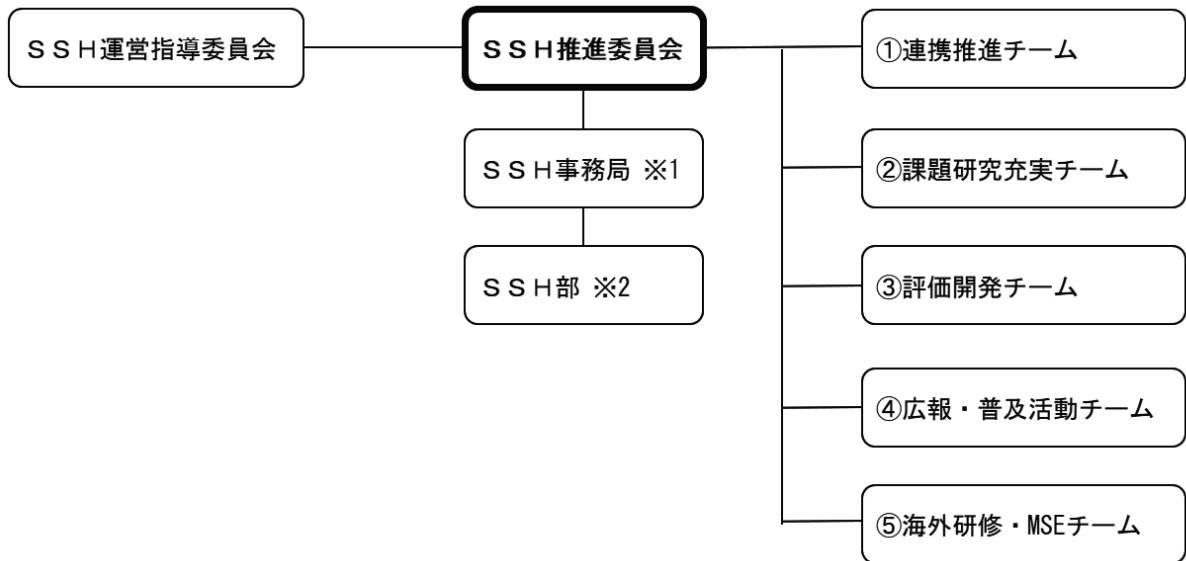 ＳＳＨ運営指導委員会
ＳＳＨ推進委員会
ＳＳＨ事務局 ※1
ＳＳＨ部 ※2
①連携推進チーム
②課題研究充実チーム
③評価開発チーム
④広報・普及活動チーム
⑤海外研修・MSEチーム